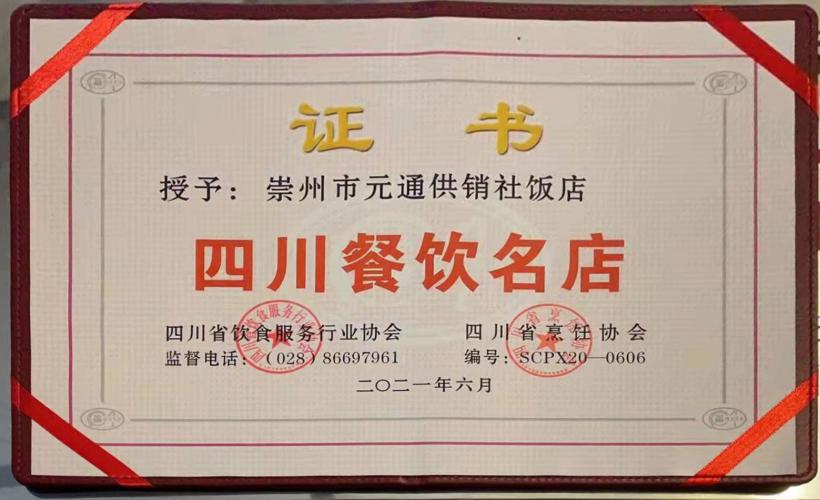 证 书
授予：崇州市元通供销社饭店
四川餐饮名店
四川省饮食服务行业协会 四川省烹饪协会
监督电话：（028）86697961 编号：SCPX20—0606
二〇二一年六月